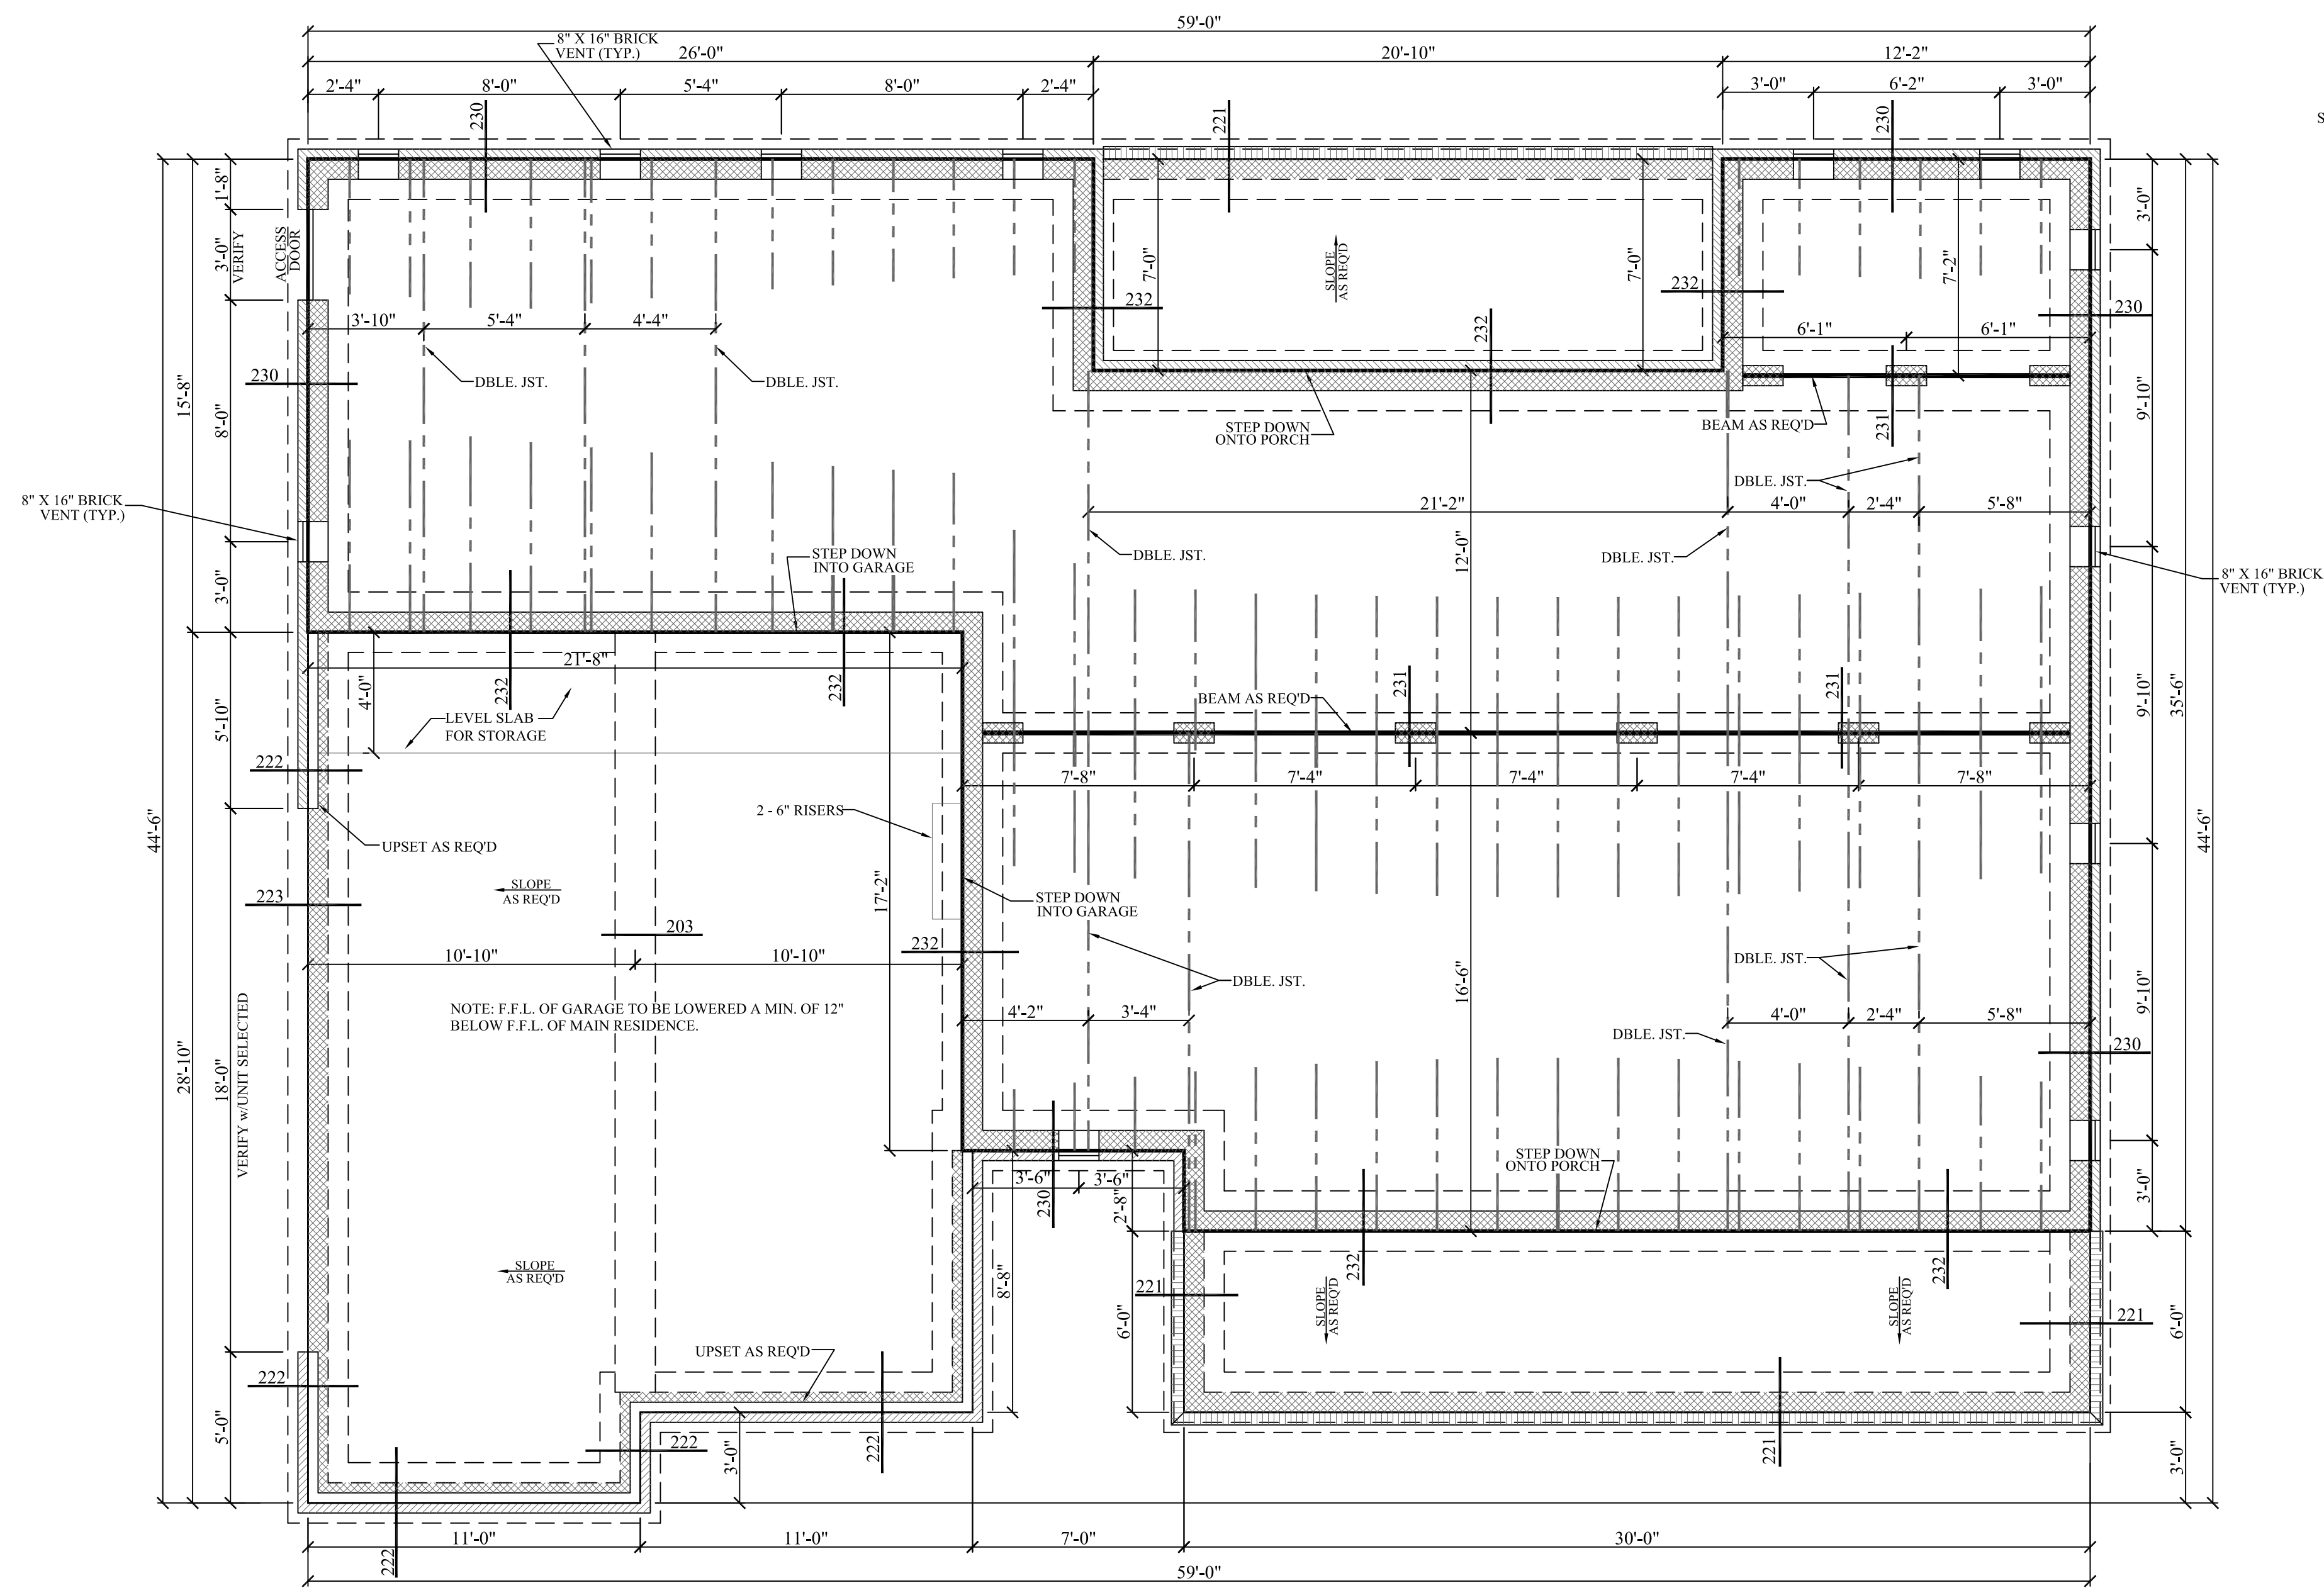 59'-0"
8" X 16" BRICK
VENT (TYP.)
26'-0"
20'-10"
12'-2"
2'-4"
8'-0"
5'-4"
8'-0"
2'-4"
3'-0"
6'-2"
3'-0"
S
230
221
230
1'-8"
3'-0"
VERIFY
ACCESS
DOOR
7'-0"
SLOPE
AS REQ'D
7'-0"
7'-2"
3'-0"
232
232
230
3'-10"
5'-4"
4'-4"
232
6'-1"
6'-1"
230
DBLE. JST.
DBLE. JST.
15'-8"
8'-0"
STEP DOWN
ONTO PORCH
BEAM AS REQ'D
231
9'-10"
DBLE. JST.
8" X 16" BRICK
VENT (TYP.)
21'-2"
4'-0"
2'-4"
5'-8"
STEP DOWN
INTO GARAGE
DBLE. JST.
12'-0"
DBLE. JST.
8" X 16" BRICK
VENT (TYP.)
3'-0"
21'-8"
4'-0"
232
232
LEVEL SLAB
FOR STORAGE
5'-10"
BEAM AS REQ'D
231
231
9'-10"
35'-6"
222
7'-8"
7'-4"
7'-4"
7'-4"
7'-8"
2 - 6" RISERS
44'-6"
44'-6"
UPSET AS REQ'D
SLOPE
AS REQ'D
223
17'-2"
STEP DOWN
INTO GARAGE
203
232
10'-10"
10'-10"
DBLE. JST.
DBLE. JST.
16'-6"
9'-10"
NOTE: F.F.L. OF GARAGE TO BE LOWERED A MIN. OF 12"
BELOW F.F.L. OF MAIN RESIDENCE.
4'-2"
3'-4"
4'-0"
2'-4"
5'-8"
DBLE. JST.
230
28'-10"
18'-0"
VERIFY w/UNIT SELECTED
STEP DOWN
ONTO PORCH
3'-6"
3'-6"
230
2'-8"
3'-0"
SLOPE
AS REQ'D
8'-8"
221
6'-0"
232
SLOPE
AS REQ'D
232
SLOPE
AS REQ'D
221
6'-0"
UPSET AS REQ'D
222
5'-0"
222
3'-0"
222
221
3'-0"
222
11'-0"
11'-0"
7'-0"
30'-0"
59'-0"